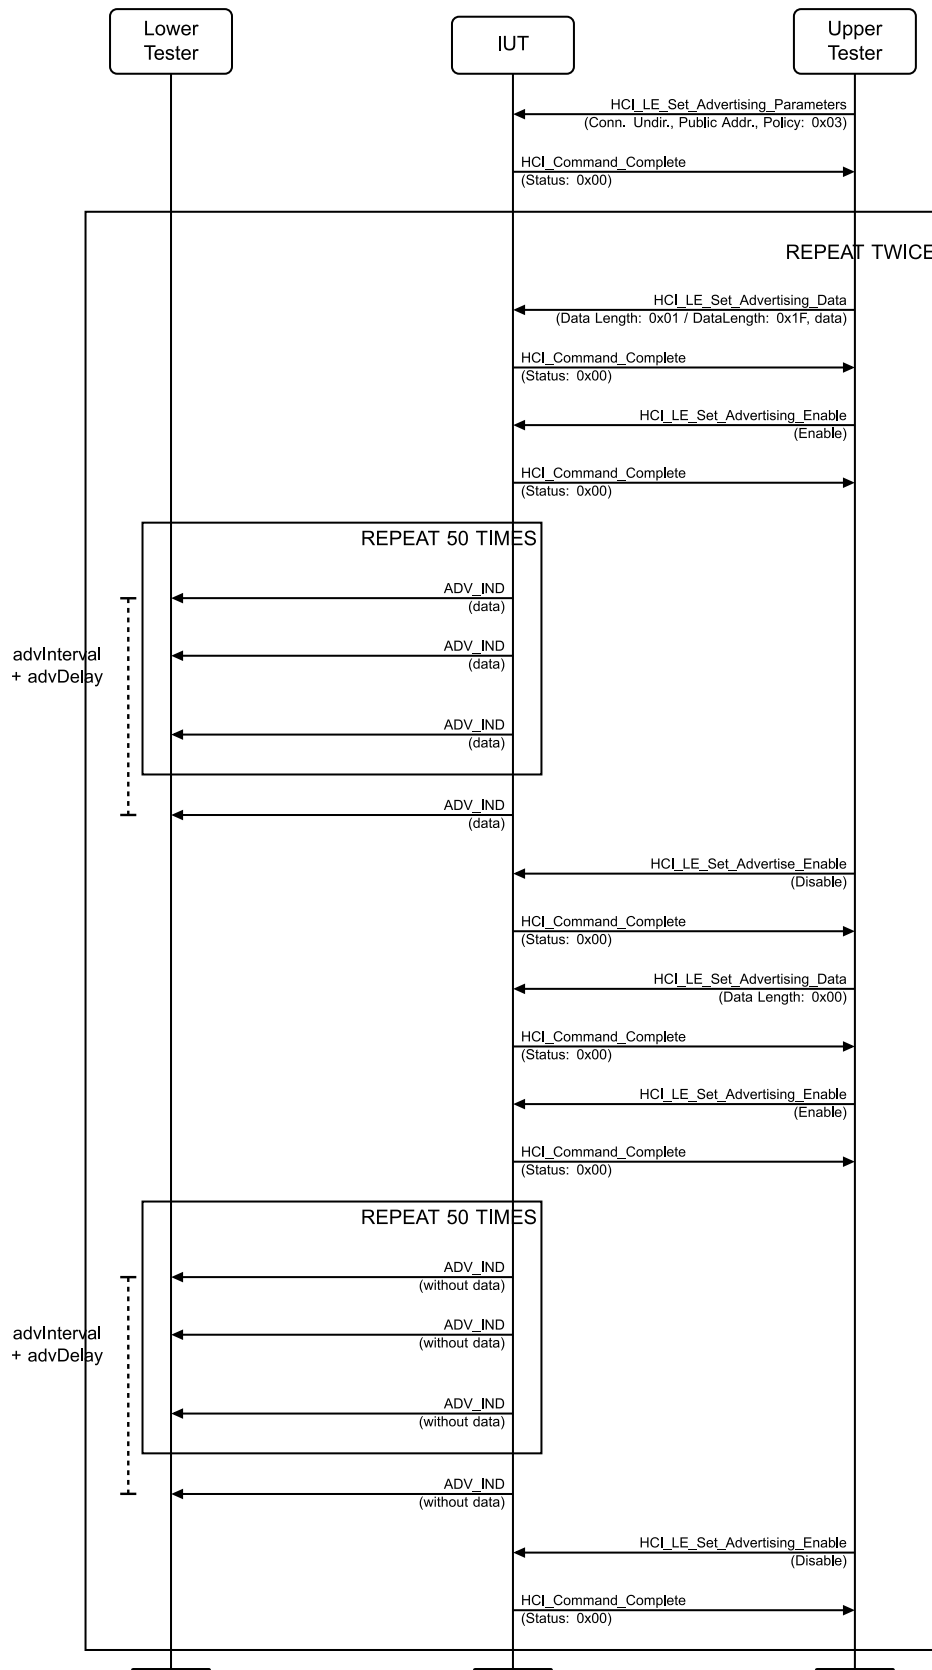 Lower
Tester
IUT
Upper
Tester
HCI_LE_Set_Advertising_Parameters
(Conn. Undir., Public Addr., Policy: 0x03)
HCI_Command_Complete
(Status: 0x00)
REPEAT TWICE
HCI_LE_Set_Advertising_Data
(Data Length: 0x01 / DataLength: 0x1F, data)
HCI_Command_Complete
(Status: 0x00)
HCI_LE_Set_Advertising_Enable
(Enable)
HCI_Command_Complete
(Status: 0x00)
REPEAT 50 TIMES
ADV_IND
(data)
ADV_IND
(data)
advInterval
+ advDelay
ADV_IND
(data)
ADV_IND
(data)
HCI_LE_Set_Advertise_Enable
(Disable)
HCI_Command_Complete
(Status: 0x00)
HCI_LE_Set_Advertising_Data
(Data Length: 0x00)
HCI_Command_Complete
(Status: 0x00)
HCI_LE_Set_Advertising_Enable
(Enable)
HCI_Command_Complete
(Status: 0x00)
REPEAT 50 TIMES
ADV_IND
(without data)
ADV_IND
(without data)
advInterval
+ advDelay
ADV_IND
(without data)
ADV_IND
(without data)
HCI_LE_Set_Advertising_Enable
(Disable)
HCI_Command_Complete
(Status: 0x00)